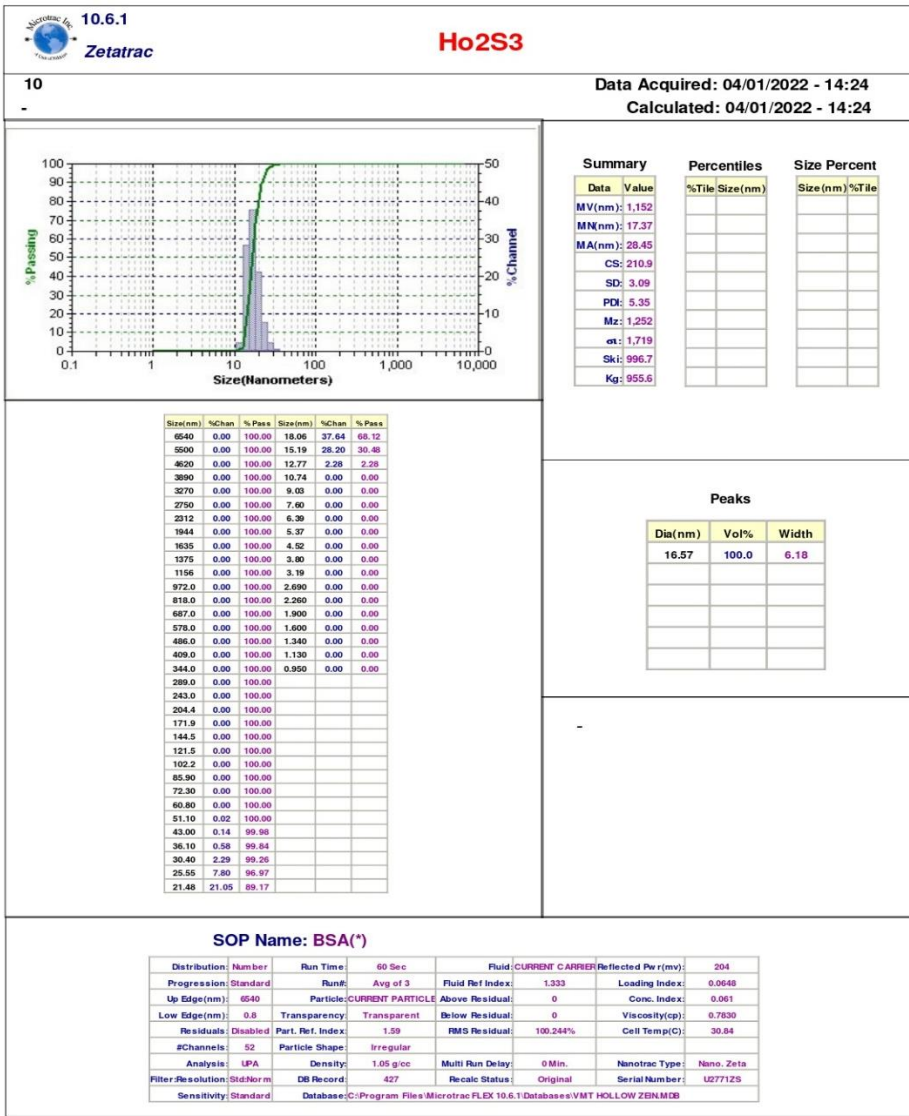 Microtrac Inc
10.6.1
Zetatrac
Ho2S3
10
-
Data Acquired: 04/01/2022 - 14:24
Calculated: 04/01/2022 - 14:24
100
90
80
70
60
50
40
30
20
10
0
50
40
30
20
10
0
%Passing
%Channel
0.1 1 10 100 1,000 10,000
Size(Nanometers)
Summary
Data Value
MV(nm): 1,152
MN(nm): 17.37
MA(nm): 28.45
CS: 210.9
SD: 3.09
PDI: 5.35
Mz: 1,252
σι: 1,719
Ski: 996.7
Kg: 955.6
Percentiles
%Tile Size(nm)
Size Percent
Size(nm) %Tile
Size(nm) %Chan % Pass Size(nm) %Chan % Pass
6540 0.00 100.00 18.06 37.64 68.12
5500 0.00 100.00 15.19 28.20 30.48
4620 0.00 100.00 12.77 2.28 2.28
3890 0.00 100.00 10.74 0.00 0.00
3270 0.00 100.00 9.03 0.00 0.00
2750 0.00 100.00 7.60 0.00 0.00
2312 0.00 100.00 6.39 0.00 0.00
1944 0.00 100.00 5.37 0.00 0.00
1635 0.00 100.00 4.52 0.00 0.00
1375 0.00 100.00 3.80 0.00 0.00
1156 0.00 100.00 3.19 0.00 0.00
972.0 0.00 100.00 2.690 0.00 0.00
818.0 0.00 100.00 2.260 0.00 0.00
687.0 0.00 100.00 1.900 0.00 0.00
578.0 0.00 100.00 1.600 0.00 0.00
486.0 0.00 100.00 1.340 0.00 0.00
409.0 0.00 100.00 1.130 0.00 0.00
344.0 0.00 100.00 0.950 0.00 0.00
289.0 0.00 100.00
243.0 0.00 100.00
204.4 0.00 100.00
171.9 0.00 100.00
144.5 0.00 100.00
121.5 0.00 100.00
102.2 0.00 100.00
85.90 0.00 100.00
72.30 0.00 100.00
60.80 0.00 100.00
51.10 0.02 100.00
43.00 0.14 99.98
36.10 0.58 99.84
30.40 2.29 99.26
25.55 7.80 96.97
21.48 21.05 89.17
Peaks
Dia(nm) Vol% Width
16.57 100.0 6.18
-
SOP Name: BSA(*)
Distribution: Number Run Time: 60 Sec Fluid: CURRENT CARRIER Reflected Pwr(mv): 204
Progression: Standard Run#: Avg of 3 Fluid Ref Index: 1.333 Loading Index: 0.0648
Up Edge(nm): 6540 Particle: CURRENT PARTICLE Above Residual: 0 Conc. Index: 0.061
Low Edge(nm): 0.8 Transparency: Transparent Below Residual: 0 Viscosity(cp): 0.7830
Residuals: Disabled Part. Ref. Index: 1.59 RMS Residual: 100.244% Cell Temp(C): 30.84
#Channels: 52 Particle Shape: Irregular
Analysis: UPA Density: 1.05 g/cc Multi Run Delay: 0 Min. Nanotrac Type: Nano. Zeta
Filter:Resolution: Std:Norm DB Record: 427 Recalc Status: Original Serial Number: U2771ZS
Sensitivity: Standard Database: C:\Program Files\Microtrac FLEX 10.6.1\Databases\VMT HOLLOW ZEIN.MDB